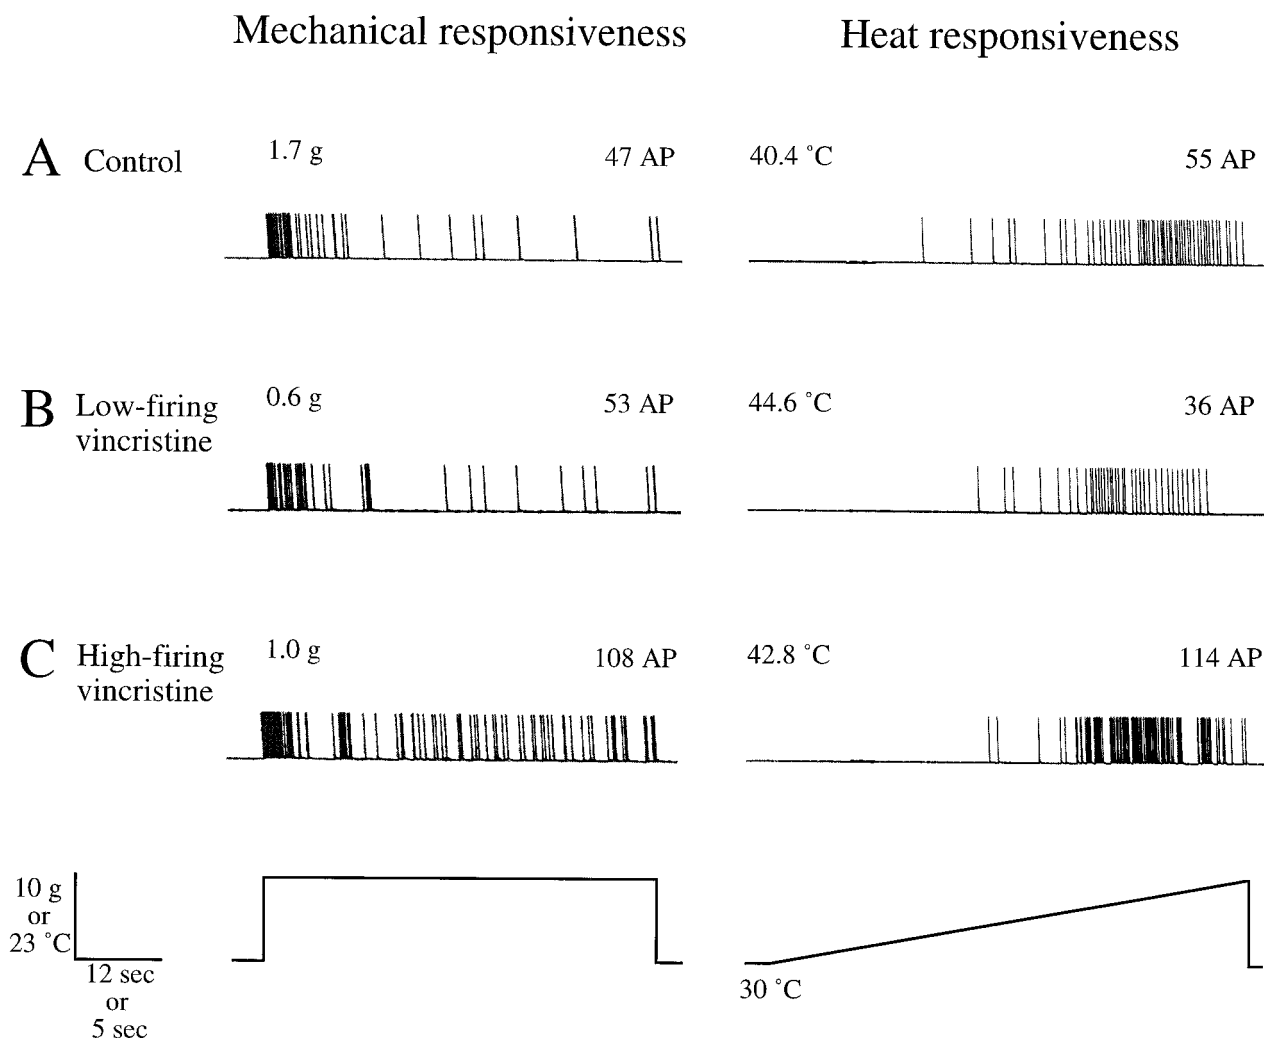 Mechanical responsiveness
Heat responsiveness
A Control
1.7 g
47 AP
40.4 °C
55 AP
B Low-firing
vincristine
0.6 g
53 AP
44.6 °C
36 AP
C High-firing
vincristine
1.0 g
108 AP
42.8 °C
114 AP
10 g
or
23 °C
12 sec
or
5 sec
30 °C